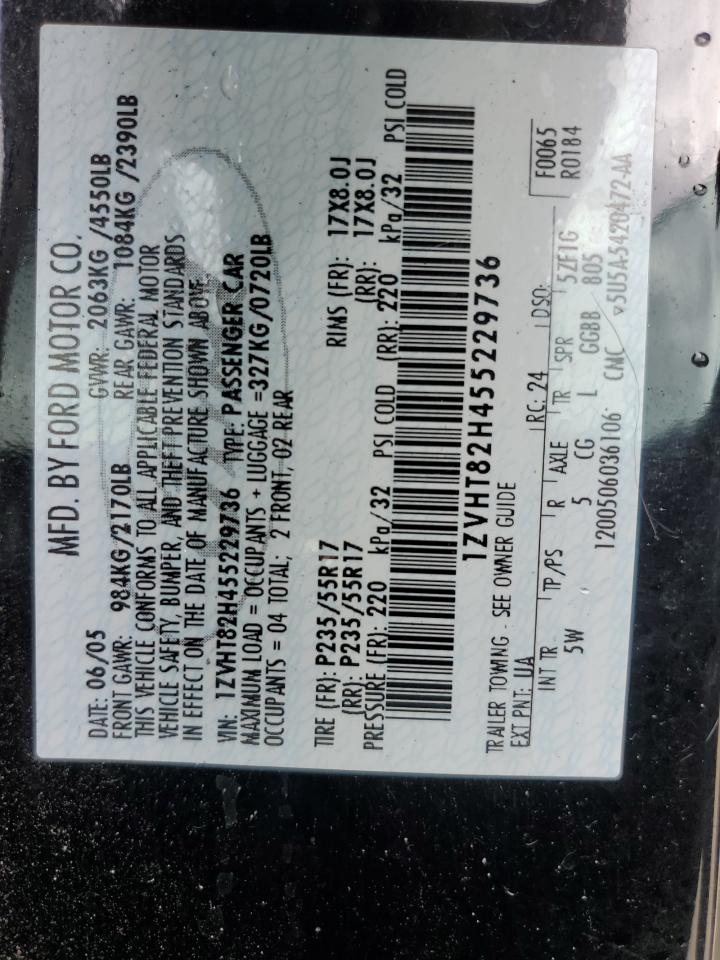 MFD. BY FORD MOTOR CO.
DATE: 06/05 GVWR: 2063KG /4550LB
FRONT GAWR: 984KG/2170LB REAR GAWR: 1084KG /2390LB
THIS VEHICLE CONFORMS TO ALL APPLICABLE FEDERAL MOTOR
VEHICLE SAFETY, BUMPER, AND THEFT PREVENTION STANDARDS
IN EFFECT ON THE DATE OF MANUFACTURE SHOWN ABOVE.
VIN: 1ZVHT82H455229736 TYPE: PASSENGER CAR
MAXIMUM LOAD = OCCUPANTS + LUGGAGE =327KG/0720LB
OCCUPANTS = 04 TOTAL; 2 FRONT, 02 REAR
TIRE (FR): P235/55R17 RIMS (FR): 17X8.0J
(RR): P235/55R17 (RR): 17X8.0J
PRESSURE (FR): 220 kPa/32 PSI COLD (RR): 220 kPa/32 PSI COLD
1ZVHT82H455229736
TRAILER TOWING - SEE OWNER GUIDE
EXT PNT: UA RC: 24 DSO: F0065
R0184
INT TR TP/PS R AXLE TR SPR 5ZF1G
5W 5 CG L GGBB 805
1200506036106 CMC ▽5U5A-5420472-AA